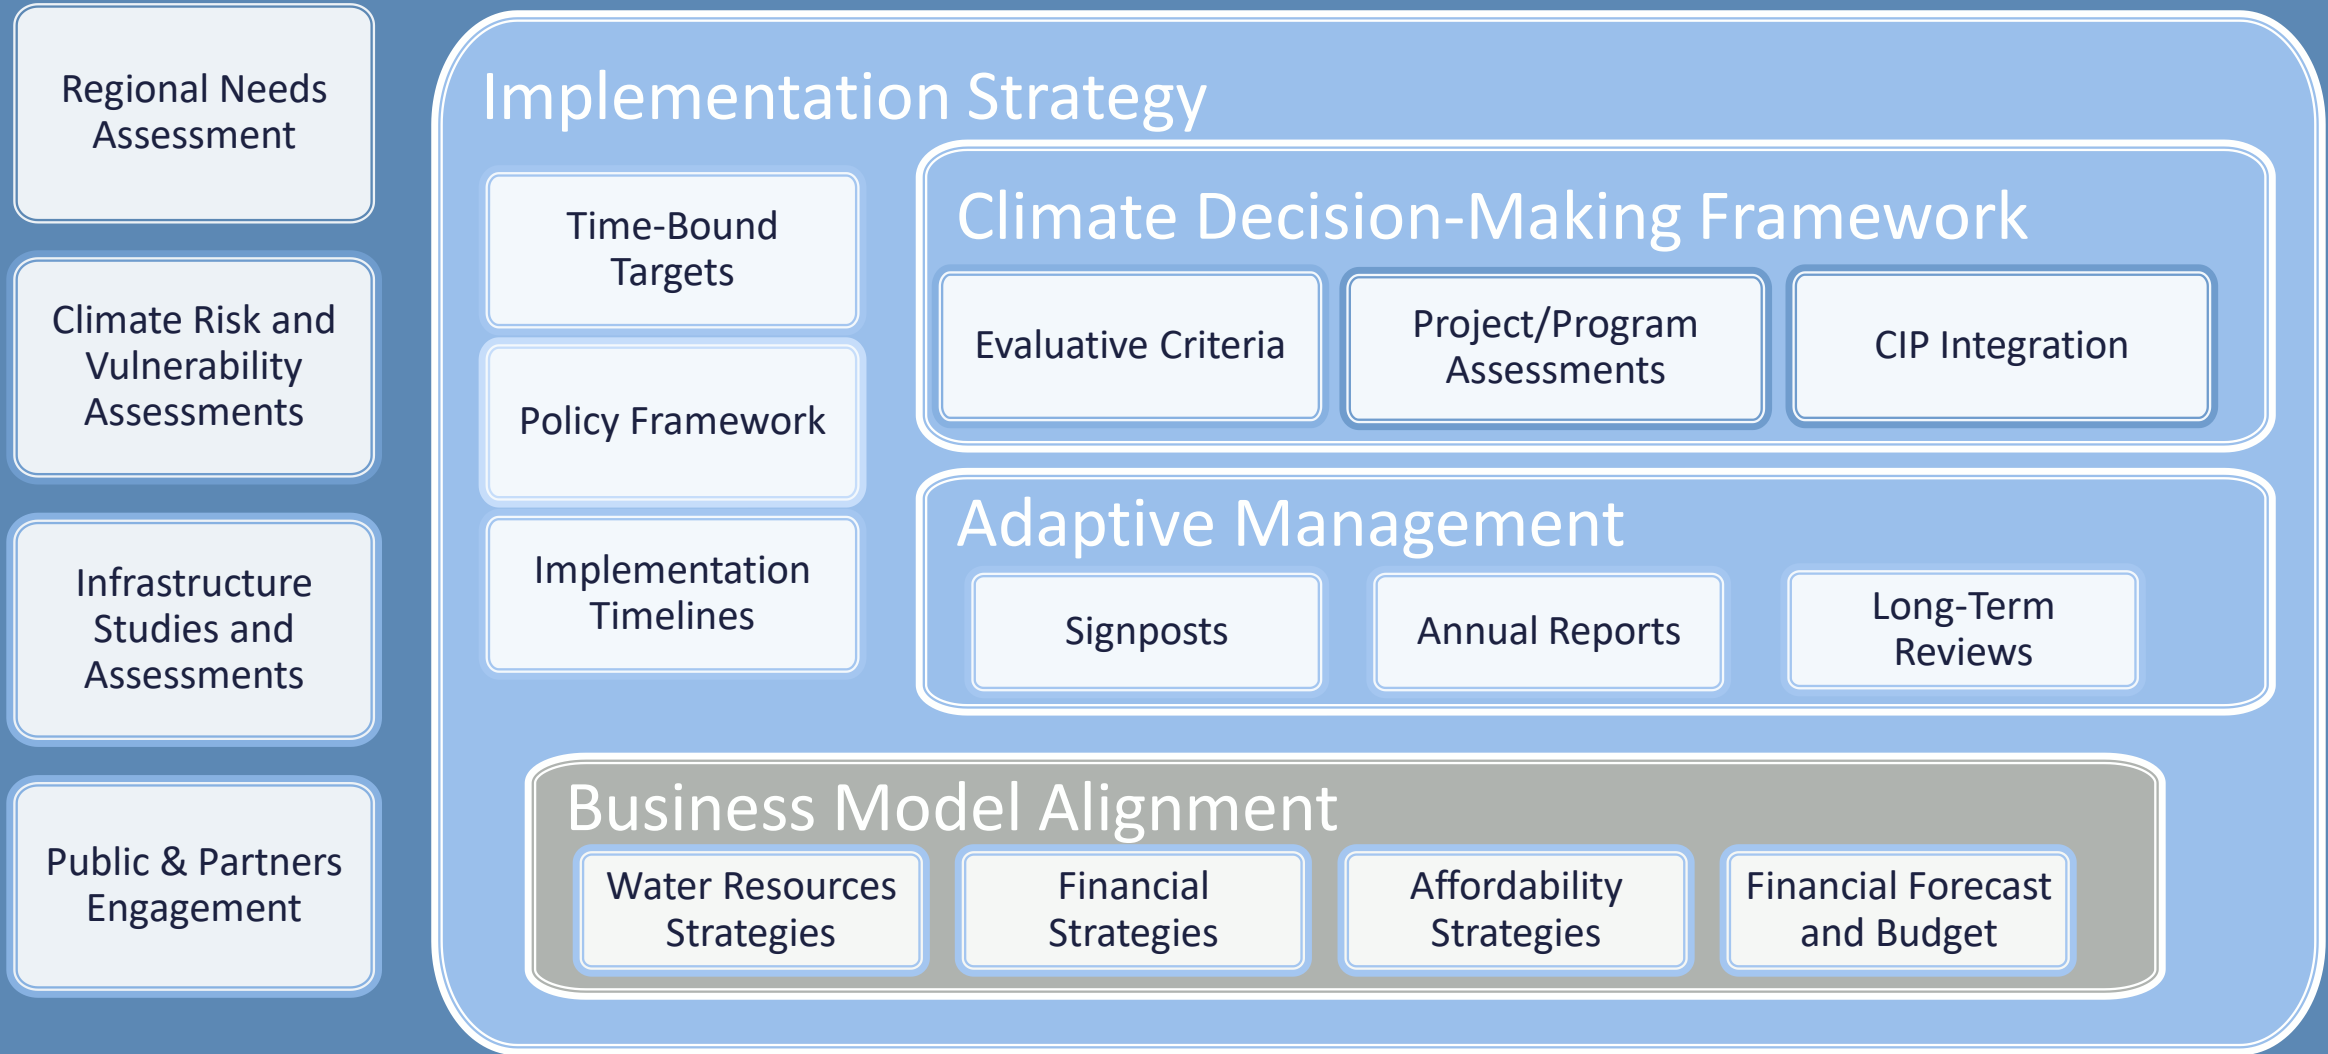 Regional Needs
Assessment
Climate Risk and
Vulnerability
Assessments
Infrastructure
Studies and
Assessments
Public & Partners
Engagement
Implementation Strategy
Time-Bound
Targets
Policy Framework
Implementation
Timelines
Climate Decision-Making Framework
Evaluative Criteria
Project/Program
Assessments
CIP Integration
Adaptive Management
Signposts
Annual Reports
Long-Term
Reviews
Business Model Alignment
Water Resources
Strategies
Financial
Strategies
Affordability
Strategies
Financial Forecast
and Budget